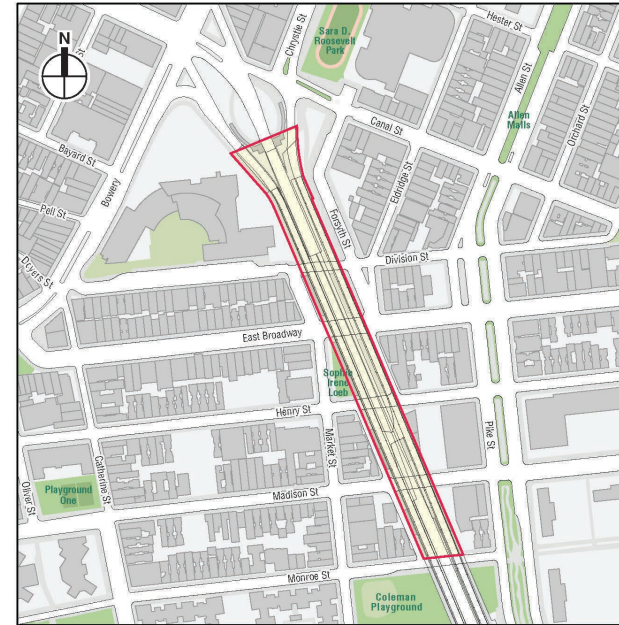 Hester St
Chrystie St
Sara D.
Roosevelt
Park
N
St
Allen St
Allen
Malls
Orchard St
Canal St
Bayard St
Bowery
Eldridge St
Pell St
Forsyth St
Doyers St
Division St
East Broadway
Sophie
Irene
Loeb
Henry St
Market St
Pike St
Catherine St
Oliver St
Playground
One
Madison St
Monroe St
Coleman
Playground